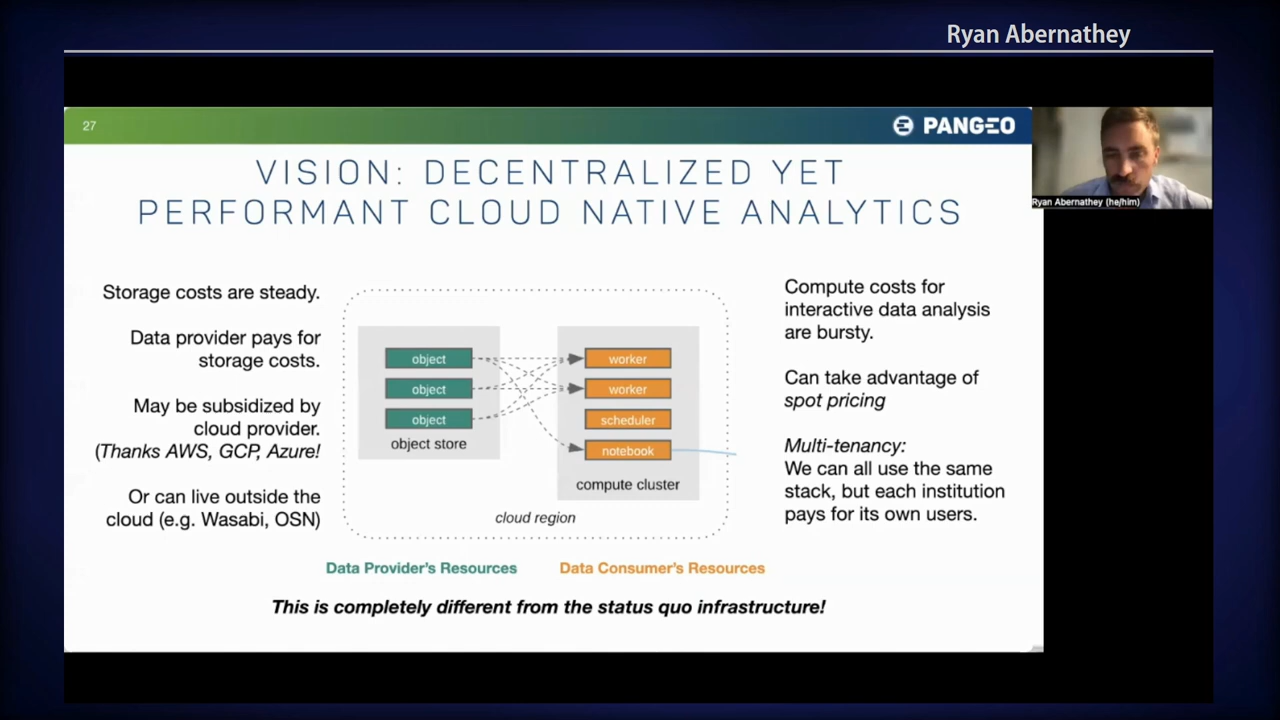 Ryan Abernathey
27
PANGEO
VISION: DECENTRALIZED YET
PERFORMANT CLOUD NATIVE ANALYTICS
Ryan Abernathey (he/him)
Storage costs are steady.
Data provider pays for
storage costs.
May be subsidized by
cloud provider.
(Thanks AWS, GCP, Azure!
Or can live outside the
cloud (e.g. Wasabi, OSN)
object
object
object
object store
worker
worker
scheduler
notebook
compute cluster
cloud region
Compute costs for
interactive data analysis
are bursty.
Can take advantage of
spot pricing
Multi-tenancy:
We can all use the same
stack, but each institution
pays for its own users.
Data Provider's Resources
Data Consumer's Resources
This is completely different from the status quo infrastructure!